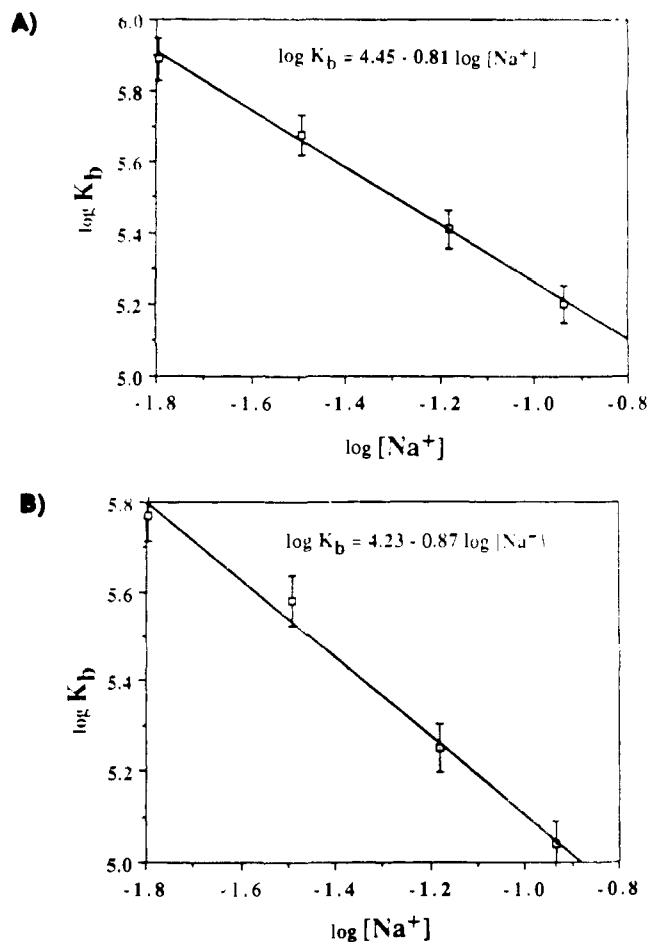 A)
log K_b = 4.45 - 0.81 log [Na⁺]
6.0
5.8
5.6
5.4
5.2
5.0
log K_b
-1.8 -1.6 -1.4 -1.2 -1.0 -0.8
log [Na⁺]
B)
log K_b = 4.23 - 0.87 log [Na⁺]
5.8
5.6
5.4
5.2
5.0
log K_b
-1.8 -1.6 -1.4 -1.2 -1.0 -0.8
log [Na⁺]